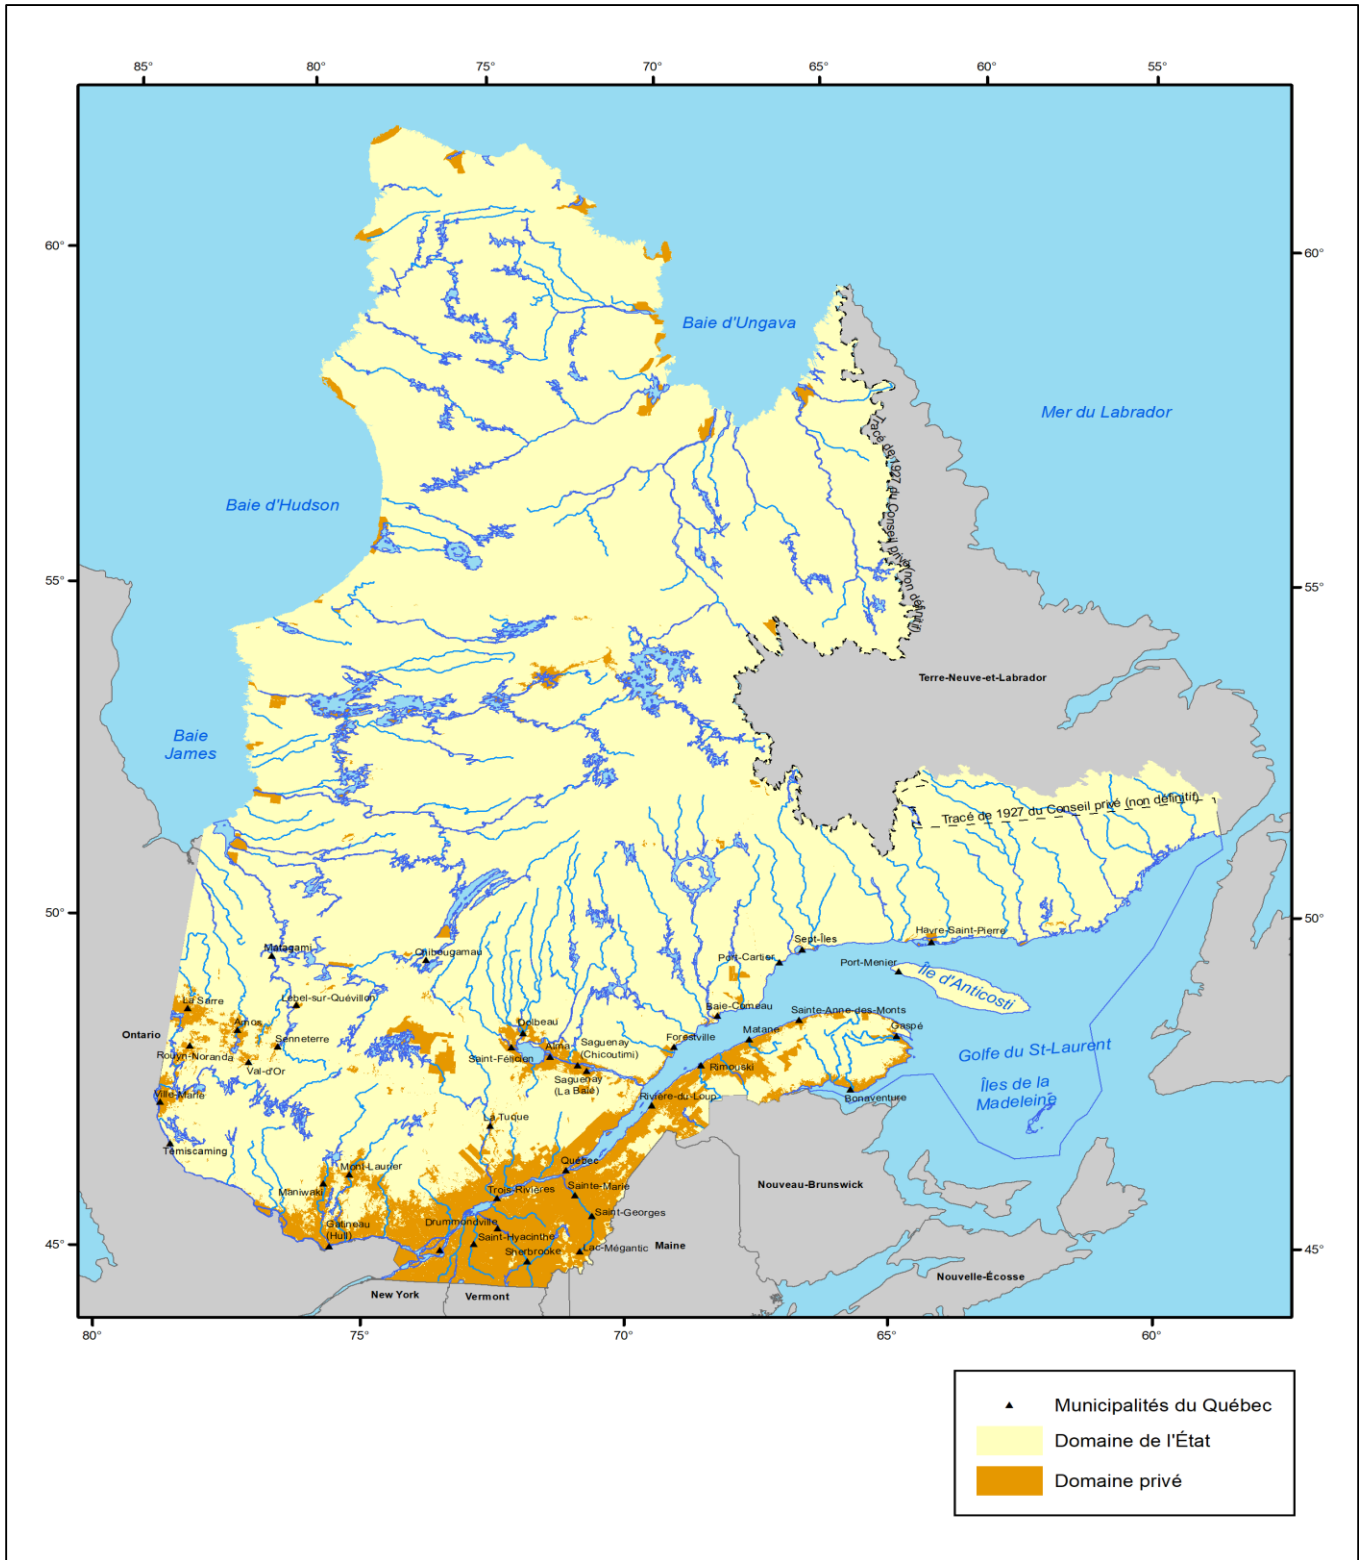 85°
80°
75°
70°
65°
60°
55°
60°
60°
Baie d'Ungava
Mer du Labrador
Tracé de 1927 du Conseil privé (non définitif)
Baie d'Hudson
55°
55°
Terre-Neuve-et-Labrador
Baie
James
Tracé de 1927 du Conseil privé (non définitif)
50°
50°
Matagami
Chibougamau
Sept-Îles
Havre-Saint-Pierre
Port-Cartier
Port-Menier
Île d'Anticosti
La Sarre
Lebel-sur-Quévillon
Baie-Comeau
Sainte-Anne-des-Monts
Ontario
Amos
Dolbeau
Matane
Gaspé
Rouyn-Noranda
Senneterre
Saint-Félicien
Alma
Saguenay
(Chicoutimi)
Forestville
Golfe du St-Laurent
Val-d'Or
Saguenay
(La Baie)
Rimouski
Îles de la
Madeleine
Ville-Marie
Rivière-du-Loup
Bonaventure
La Tuque
Témiscaming
Mont-Laurier
Québec
Maniwaki
Trois-Rivières
Sainte-Marie
Nouveau-Brunswick
Gatineau
(Hull)
Drummondville
Saint-Georges
Saint-Hyacinthe
Sherbrooke
Lac-Mégantic
Maine
45°
45°
Nouvelle-Écosse
New York
Vermont
80°
75°
70°
65°
60°
Municipalités du Québec
Domaine de l'État
Domaine privé